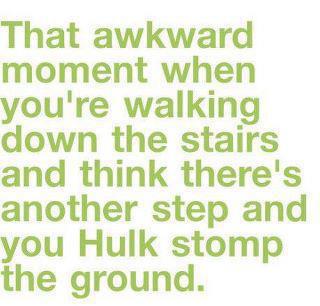 That awkward
moment when
you're walking
down the stairs
and think there's
another step and
you Hulk stomp
the ground.